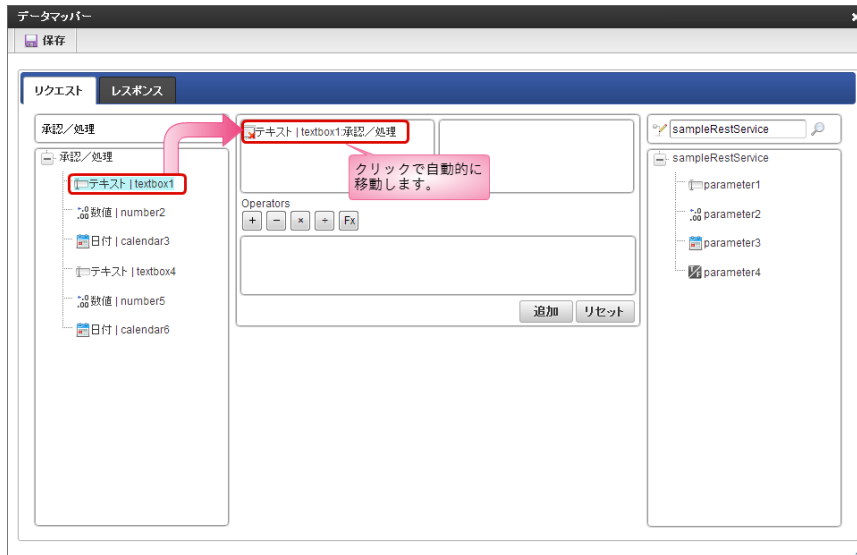 データマッパー
保存
リクエスト
レスポンス
承認／処理
承認／処理
テキスト | textbox1
数値 | number2
日付 | calendar3
テキスト | textbox4
数値 | number5
日付 | calendar6
テキスト | textbox1:承認／処理
クリックで自動的に
移動します。
Operators
+ − × ÷ Fx
追加
リセット
sampleRestService
sampleRestService
parameter1
parameter2
parameter3
parameter4